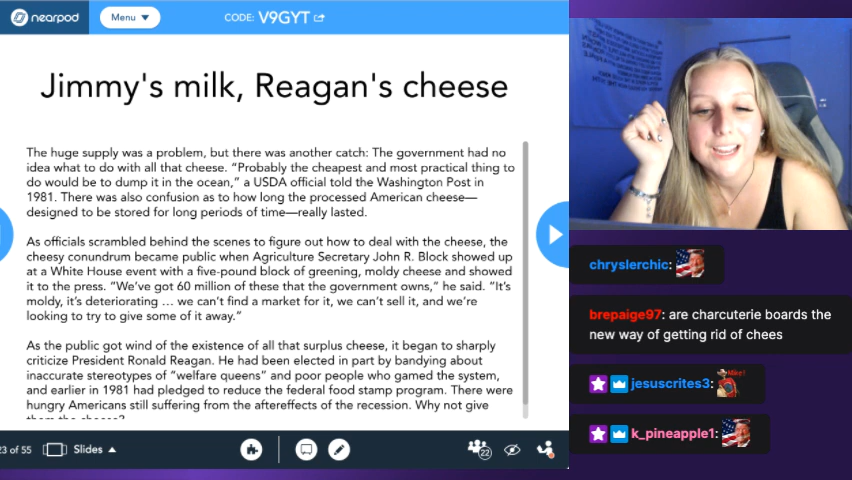 nearpod
Menu
CODE: V9GYT
Jimmy's milk, Reagan's cheese
The huge supply was a problem, but there was another catch: The government had no
idea what to do with all that cheese. “Probably the cheapest and most practical thing to
do would be to dump it in the ocean,” a USDA official told the Washington Post in
1981. There was also confusion as to how long the processed American cheese—
designed to be stored for long periods of time—really lasted.
As officials scrambled behind the scenes to figure out how to deal with the cheese, the
cheesy conundrum became public when Agriculture Secretary John R. Block showed up
at a White House event with a five-pound block of greening, moldy cheese and showed
it to the press. “We’ve got 60 million of these that the government owns,” he said. “It’s
moldy, it’s deteriorating … we can’t find a market for it, we can’t sell it, and we’re
looking to try to give some of it away.”
As the public got wind of the existence of all that surplus cheese, it began to sharply
criticize President Ronald Reagan. He had been elected in part by bandying about
inaccurate stereotypes of “welfare queens” and poor people who gamed the system,
and earlier in 1981 had pledged to reduce the federal food stamp program. There were
hungry Americans still suffering from the aftereffects of the recession. Why not give
them the cheese?
23 of 55
Slides
22
chryslerchic:
brepaige97: are charcuterie boards the
new way of getting rid of chees
jesuscrites3:
k_pineapple1: